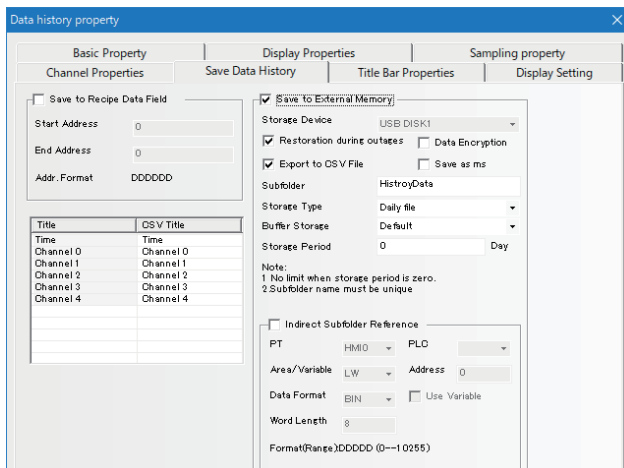 Data history property
Basic Property Display Properties Sampling property
Channel Properties Save Data History Title Bar Properties Display Setting
Save to Recipe Data Field
Start Address 0
End Address 0
Addr. Format DDDDDD
Title CSV Title
Time Time
Channel 0 Channel 0
Channel 1 Channel 1
Channel 2 Channel 2
Channel 3 Channel 3
Channel 4 Channel 4
Save to External Memory
Storage Device USB DISK1
Restoration during outages Data Encryption
Export to CSV File Save as ms
Subfolder HistroyData
Storage Type Daily file
Buffer Storage Default
Storage Period 0 Day
Note:
1 No limit when storage period is zero.
2.Subfolder name must be unique
Indirect Subfolder Reference
PT HMI0 PLC
Area/Variable LW Address 0
Data Format BIN Use Variable
Word Length 8
Format(Range):DDDDD (0--10255)